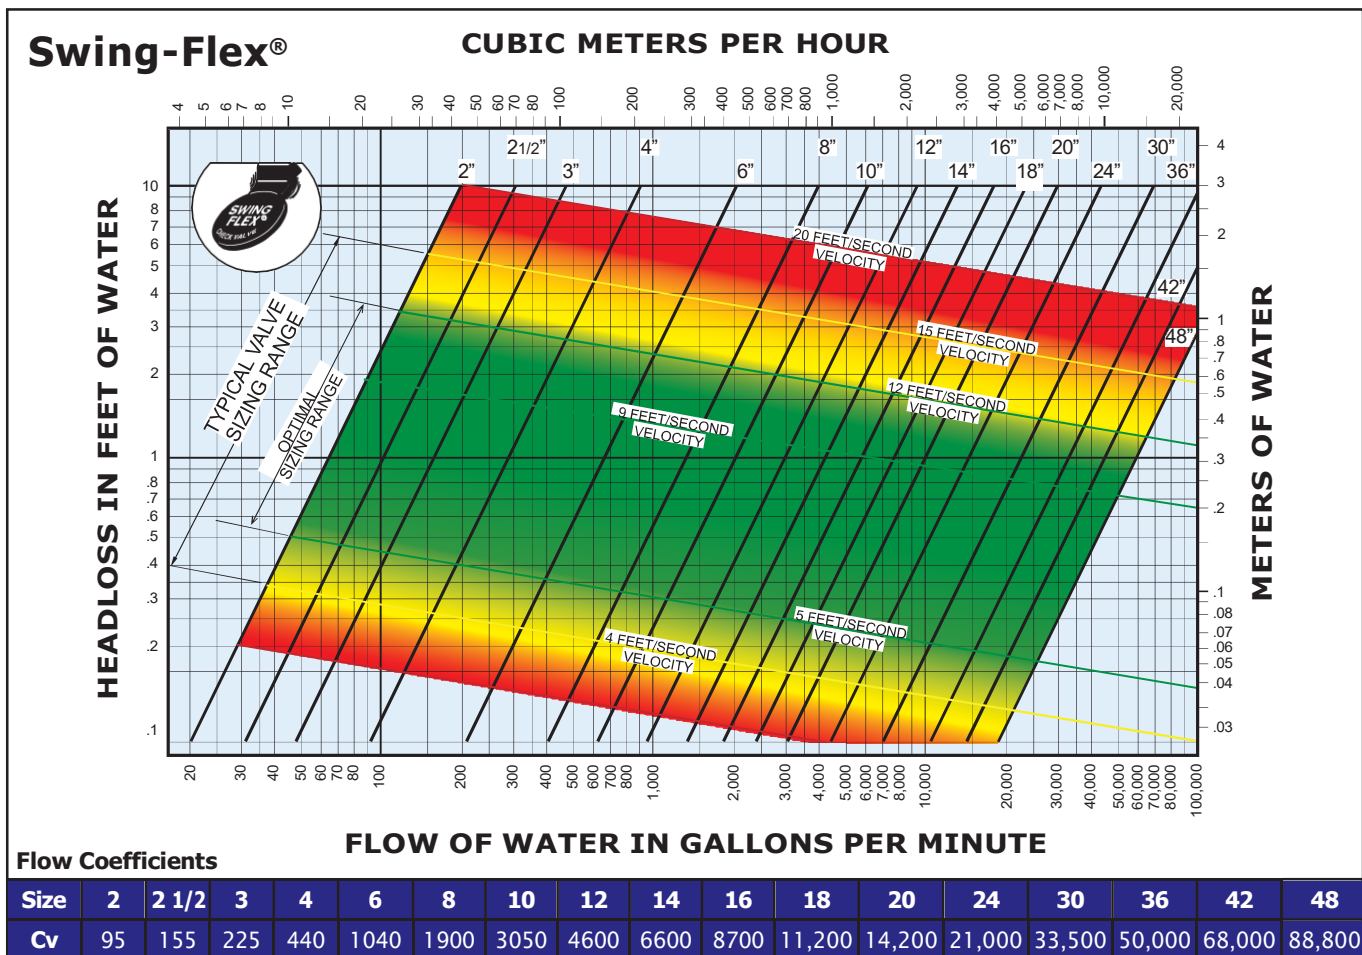 Swing-Flex®
CUBIC METERS PER HOUR
4 5 6 7 8 10 20 30 40 50 60 70 80 100 200 300 400 500 600 700 800 1,000 2,000 3,000 4,000 5,000 6,000 7,000 8,000 10,000 20,000
2” 2 1/2” 3” 4” 6” 8” 10” 12” 14” 16” 18” 20” 24” 30” 36”
42”
48”
SWING
FLEX®
CHECK VALVE
HEADLOSS IN FEET OF WATER
10
8
7
6
5
4
3
2
1
.8
.7
.6
.5
.4
.3
.2
.1
TYPICAL VALVE
SIZING RANGE
OPTIMAL
SIZING RANGE
20 FEET/SECOND
VELOCITY
15 FEET/SECOND
VELOCITY
12 FEET/SECOND
VELOCITY
9 FEET/SECOND
VELOCITY
5 FEET/SECOND
VELOCITY
4 FEET/SECOND
VELOCITY
4
3
2
1
.8
.7
.6
.5
.4
.3
.2
.1
.08
.07
.06
.05
.04
.03
METERS OF WATER
20 30 40 50 60 70 80 100 200 300 400 500 600 700 800 1,000 2,000 3,000 4,000 5,000 6,000 7,000 8,000 10,000 20,000 30,000 40,000 50,000 60,000 70,000 80,000 100,000
FLOW OF WATER IN GALLONS PER MINUTE
Flow Coefficients
Size 2 2 1/2 3 4 6 8 10 12 14 16 18 20 24 30 36 42 48
Cv 95 155 225 440 1040 1900 3050 4600 6600 8700 11,200 14,200 21,000 33,500 50,000 68,000 88,800